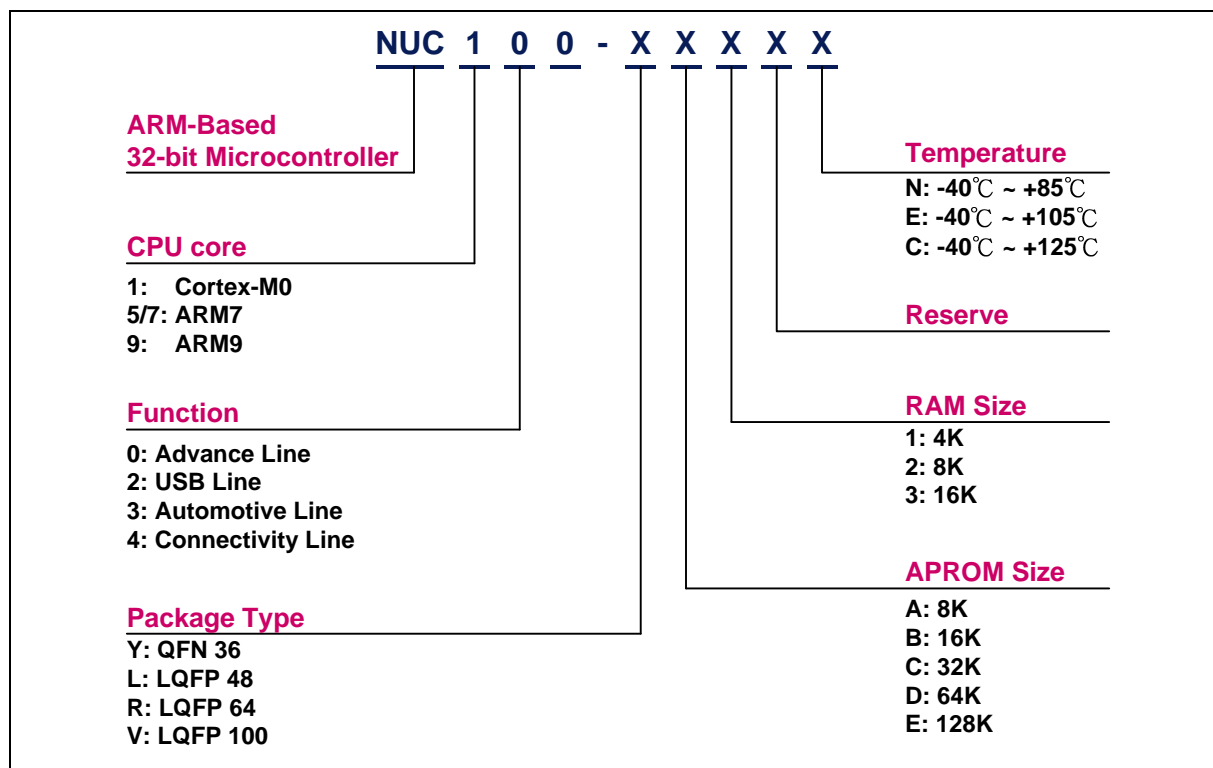 NUC 1 0 0 - X X X X X
ARM-Based
32-bit Microcontroller
CPU core
1: Cortex-M0
5/7: ARM7
9: ARM9
Function
0: Advance Line
2: USB Line
3: Automotive Line
4: Connectivity Line
Package Type
Y: QFN 36
L: LQFP 48
R: LQFP 64
V: LQFP 100
Temperature
N: -40℃ ~ +85℃
E: -40℃ ~ +105℃
C: -40℃ ~ +125℃
Reserve
RAM Size
1: 4K
2: 8K
3: 16K
APROM Size
A: 8K
B: 16K
C: 32K
D: 64K
E: 128K